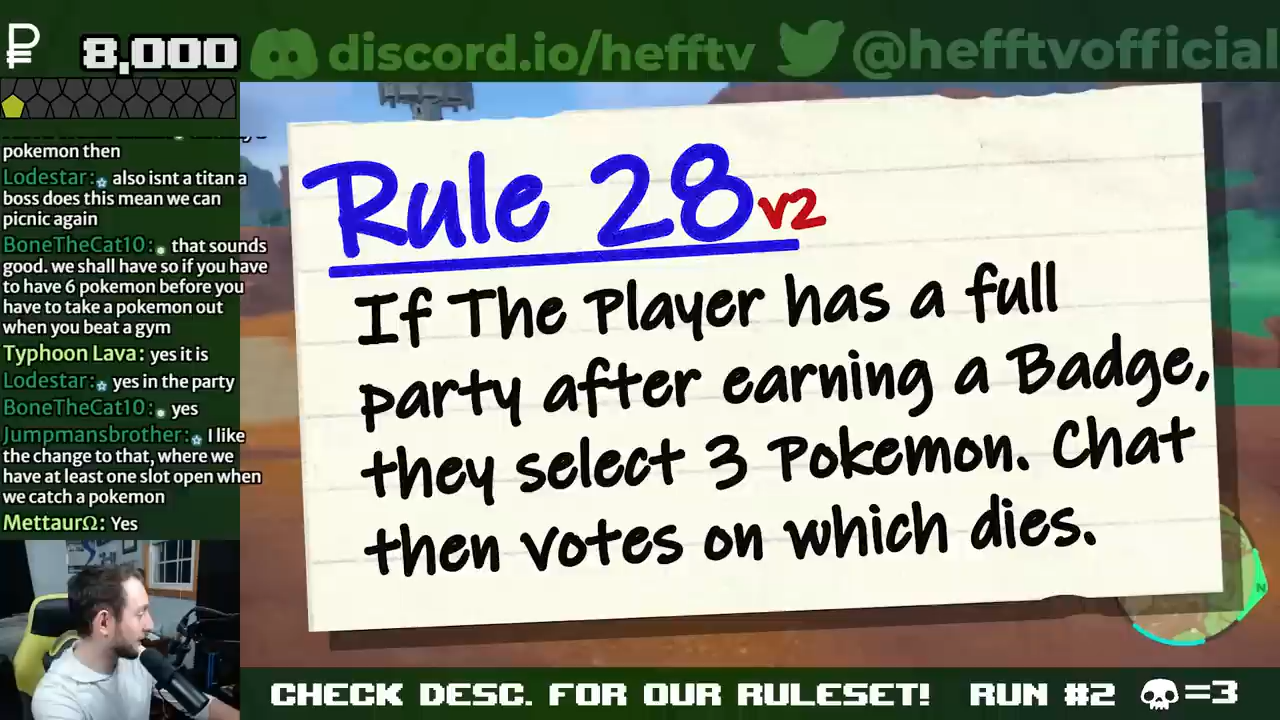 8,000
discord.io/hefftv
@hefftvofficial
pokemon then
Lodestar: also isnt a titan a
boss does this mean we can
picnic again
BoneTheCat10: that sounds
good. we shall have so if you have
to have 6 pokemon before you
have to take a pokemon out
when you beat a gym
Typhoon Lava: yes it is
Lodestar: yes in the party
BoneTheCat10: yes
Jumpmansbrother: I like
the change to that, where we
have at least one slot open when
we catch a pokemon
MettaurΩ: Yes
Rule 28 v2
If The Player has a full
party after earning a Badge,
they select 3 Pokemon. Chat
then votes on which dies.
N
CHECK DESC. FOR OUR RULESET! RUN #2 =3